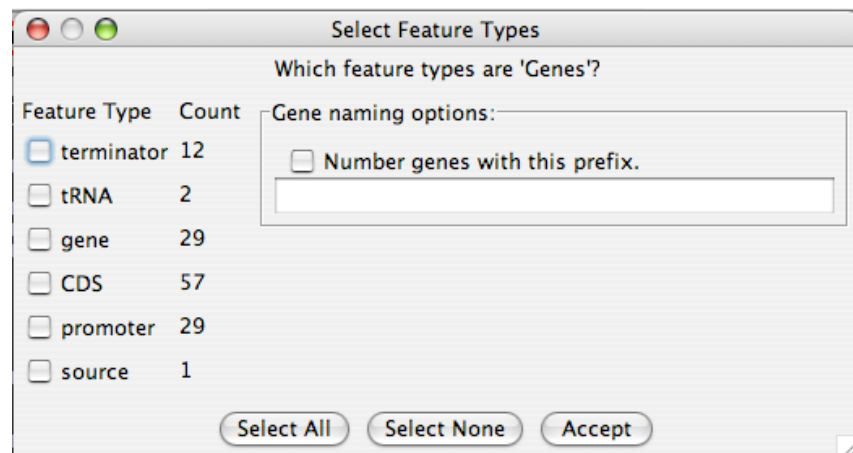 Select Feature Types
Which feature types are 'Genes'?
Feature Type Count Gene naming options:
terminator 12
Number genes with this prefix.
tRNA 2
gene 29
CDS 57
promoter 29
source 1
Select All Select None Accept